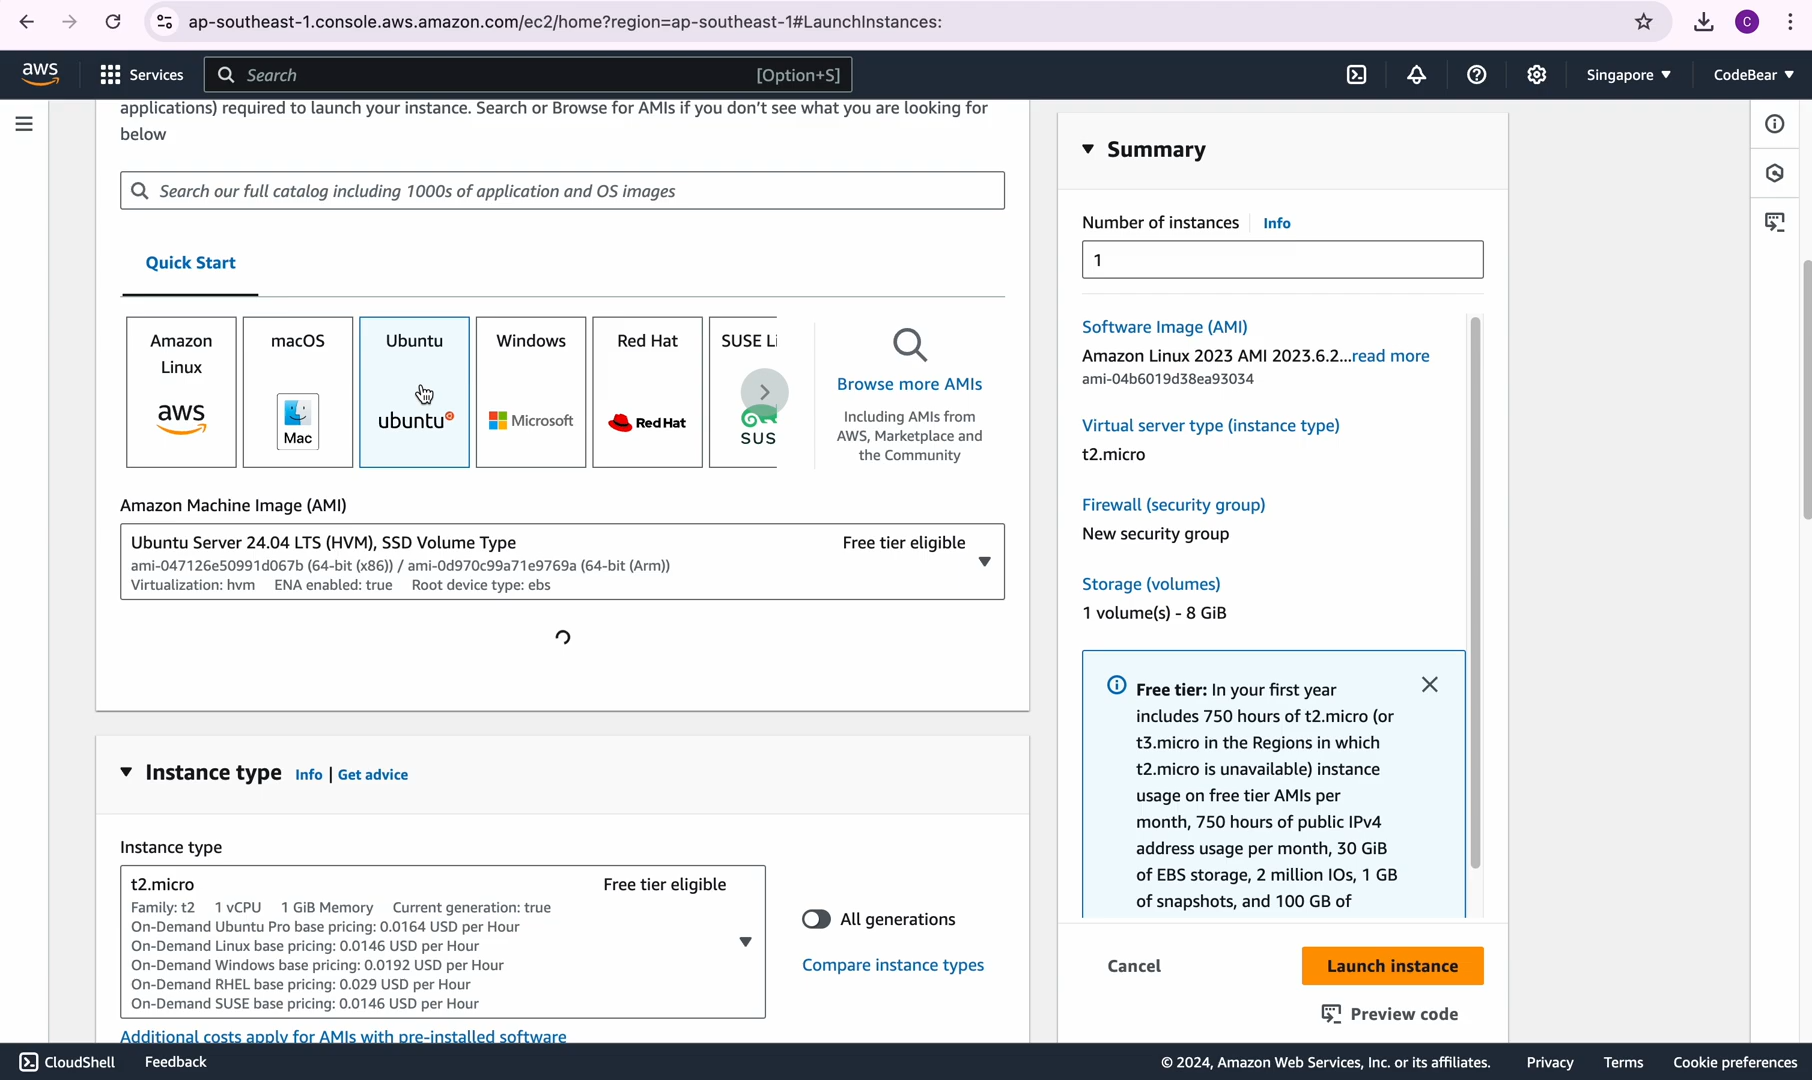 ap-southeast-1.console.aws.amazon.com/ec2/home?region=ap-southeast-1#LaunchInstances:
C
aws
Services
Search
[Option+S]
Singapore
CodeBear
applications) required to launch your instance. Search or Browse for AMIs if you don't see what you are looking for
below
Search our full catalog including 1000s of application and OS images
Quick Start
Amazon
Linux
aws
macOS
Mac
Ubuntu
ubuntu
Windows
Microsoft
Red Hat
Red Hat
SUSE Li
SUS
Browse more AMIs
Including AMIs from
AWS, Marketplace and
the Community
Amazon Machine Image (AMI)
Ubuntu Server 24.04 LTS (HVM), SSD Volume Type
Free tier eligible
ami-047126e50991d067b (64-bit (x86)) / ami-0d970c99a71e9769a (64-bit (Arm))
Virtualization: hvm ENA enabled: true Root device type: ebs
Instance type
Info | Get advice
Instance type
t2.micro
Free tier eligible
Family: t2 1 vCPU 1 GiB Memory Current generation: true
On-Demand Ubuntu Pro base pricing: 0.0164 USD per Hour
On-Demand Linux base pricing: 0.0146 USD per Hour
On-Demand Windows base pricing: 0.0192 USD per Hour
On-Demand RHEL base pricing: 0.029 USD per Hour
On-Demand SUSE base pricing: 0.0146 USD per Hour
All generations
Compare instance types
Additional costs apply for AMIs with pre-installed software
Summary
Number of instances
Info
1
Software Image (AMI)
Amazon Linux 2023 AMI 2023.6.2...read more
ami-04b6019d38ea93034
Virtual server type (instance type)
t2.micro
Firewall (security group)
New security group
Storage (volumes)
1 volume(s) - 8 GiB
Free tier: In your first year
includes 750 hours of t2.micro (or
t3.micro in the Regions in which
t2.micro is unavailable) instance
usage on free tier AMIs per
month, 750 hours of public IPv4
address usage per month, 30 GiB
of EBS storage, 2 million IOs, 1 GB
of snapshots, and 100 GB of
Cancel
Launch instance
Preview code
CloudShell
Feedback
© 2024, Amazon Web Services, Inc. or its affiliates.
Privacy
Terms
Cookie preferences